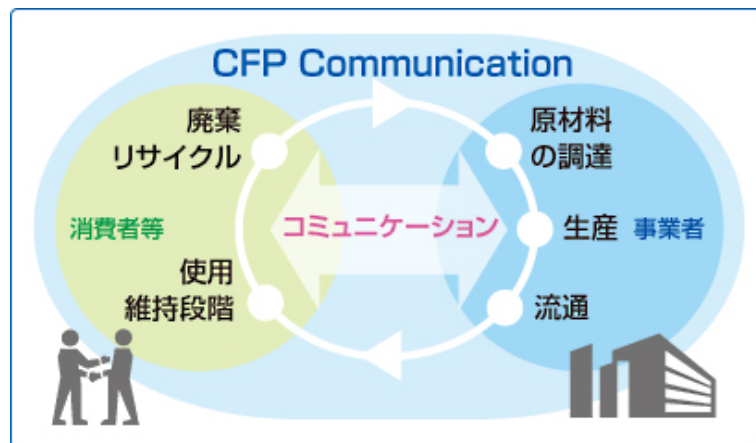 CFP Communication
廃棄
リサイクル
原材料
の調達
消費者等
コミュニケーション
生産
事業者
使用
維持段階
流通